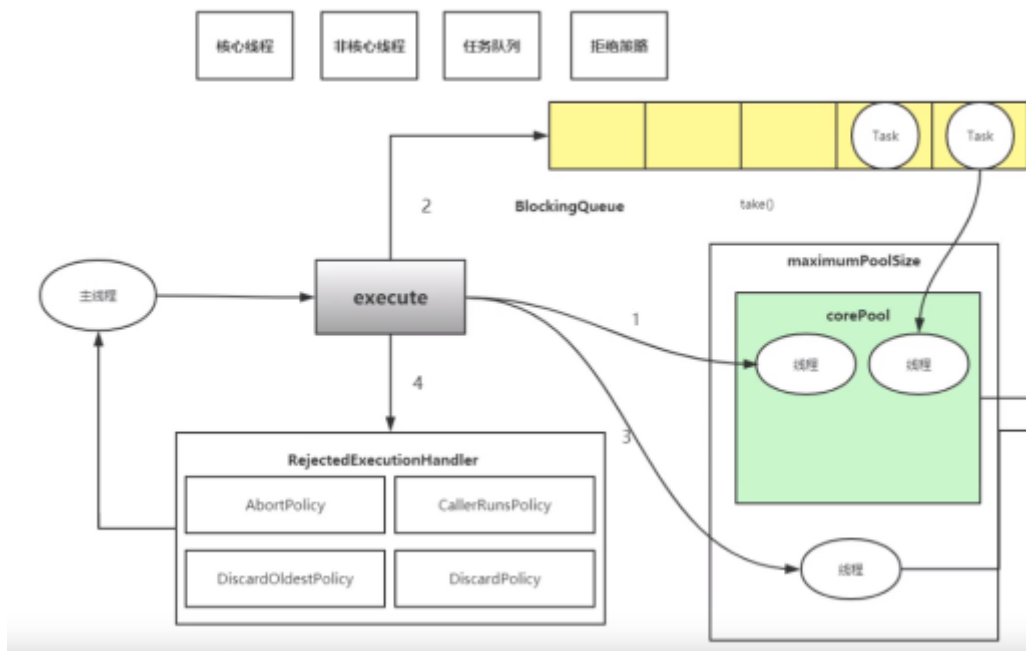 核心线程
非核心线程
任务队列
拒绝策略
Task
Task
2
BlockingQueue
take()
maximumPoolSize
corePool
主线程
execute
1
线程
线程
4
3
RejectedExecutionHandler
AbortPolicy
CallerRunsPolicy
DiscardOldestPolicy
DiscardPolicy
线程